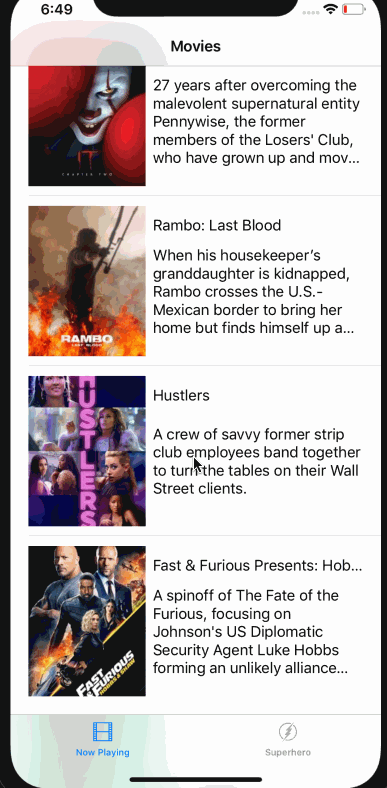 6:49
Movies
27 years after overcoming the
malevolent supernatural entity
Pennywise, the former
members of the Losers' Club,
who have grown up and mov...
IT
CHAPTER TWO
Rambo: Last Blood
When his housekeeper’s
granddaughter is kidnapped,
Rambo crosses the U.S.-
Mexican border to bring her
home but finds himself up a...
RAMBO
LAST BLOOD
Hustlers
A crew of savvy former strip
club employees band together
to turn the tables on their Wall
Street clients.
HUSTLERS
Fast & Furious Presents: Hob...
A spinoff of The Fate of the
Furious, focusing on
Johnson's US Diplomatic
Security Agent Luke Hobbs
forming an unlikely alliance...
FAST
& FURIOUS
HOBBS & SHAW
Now Playing
Superhero